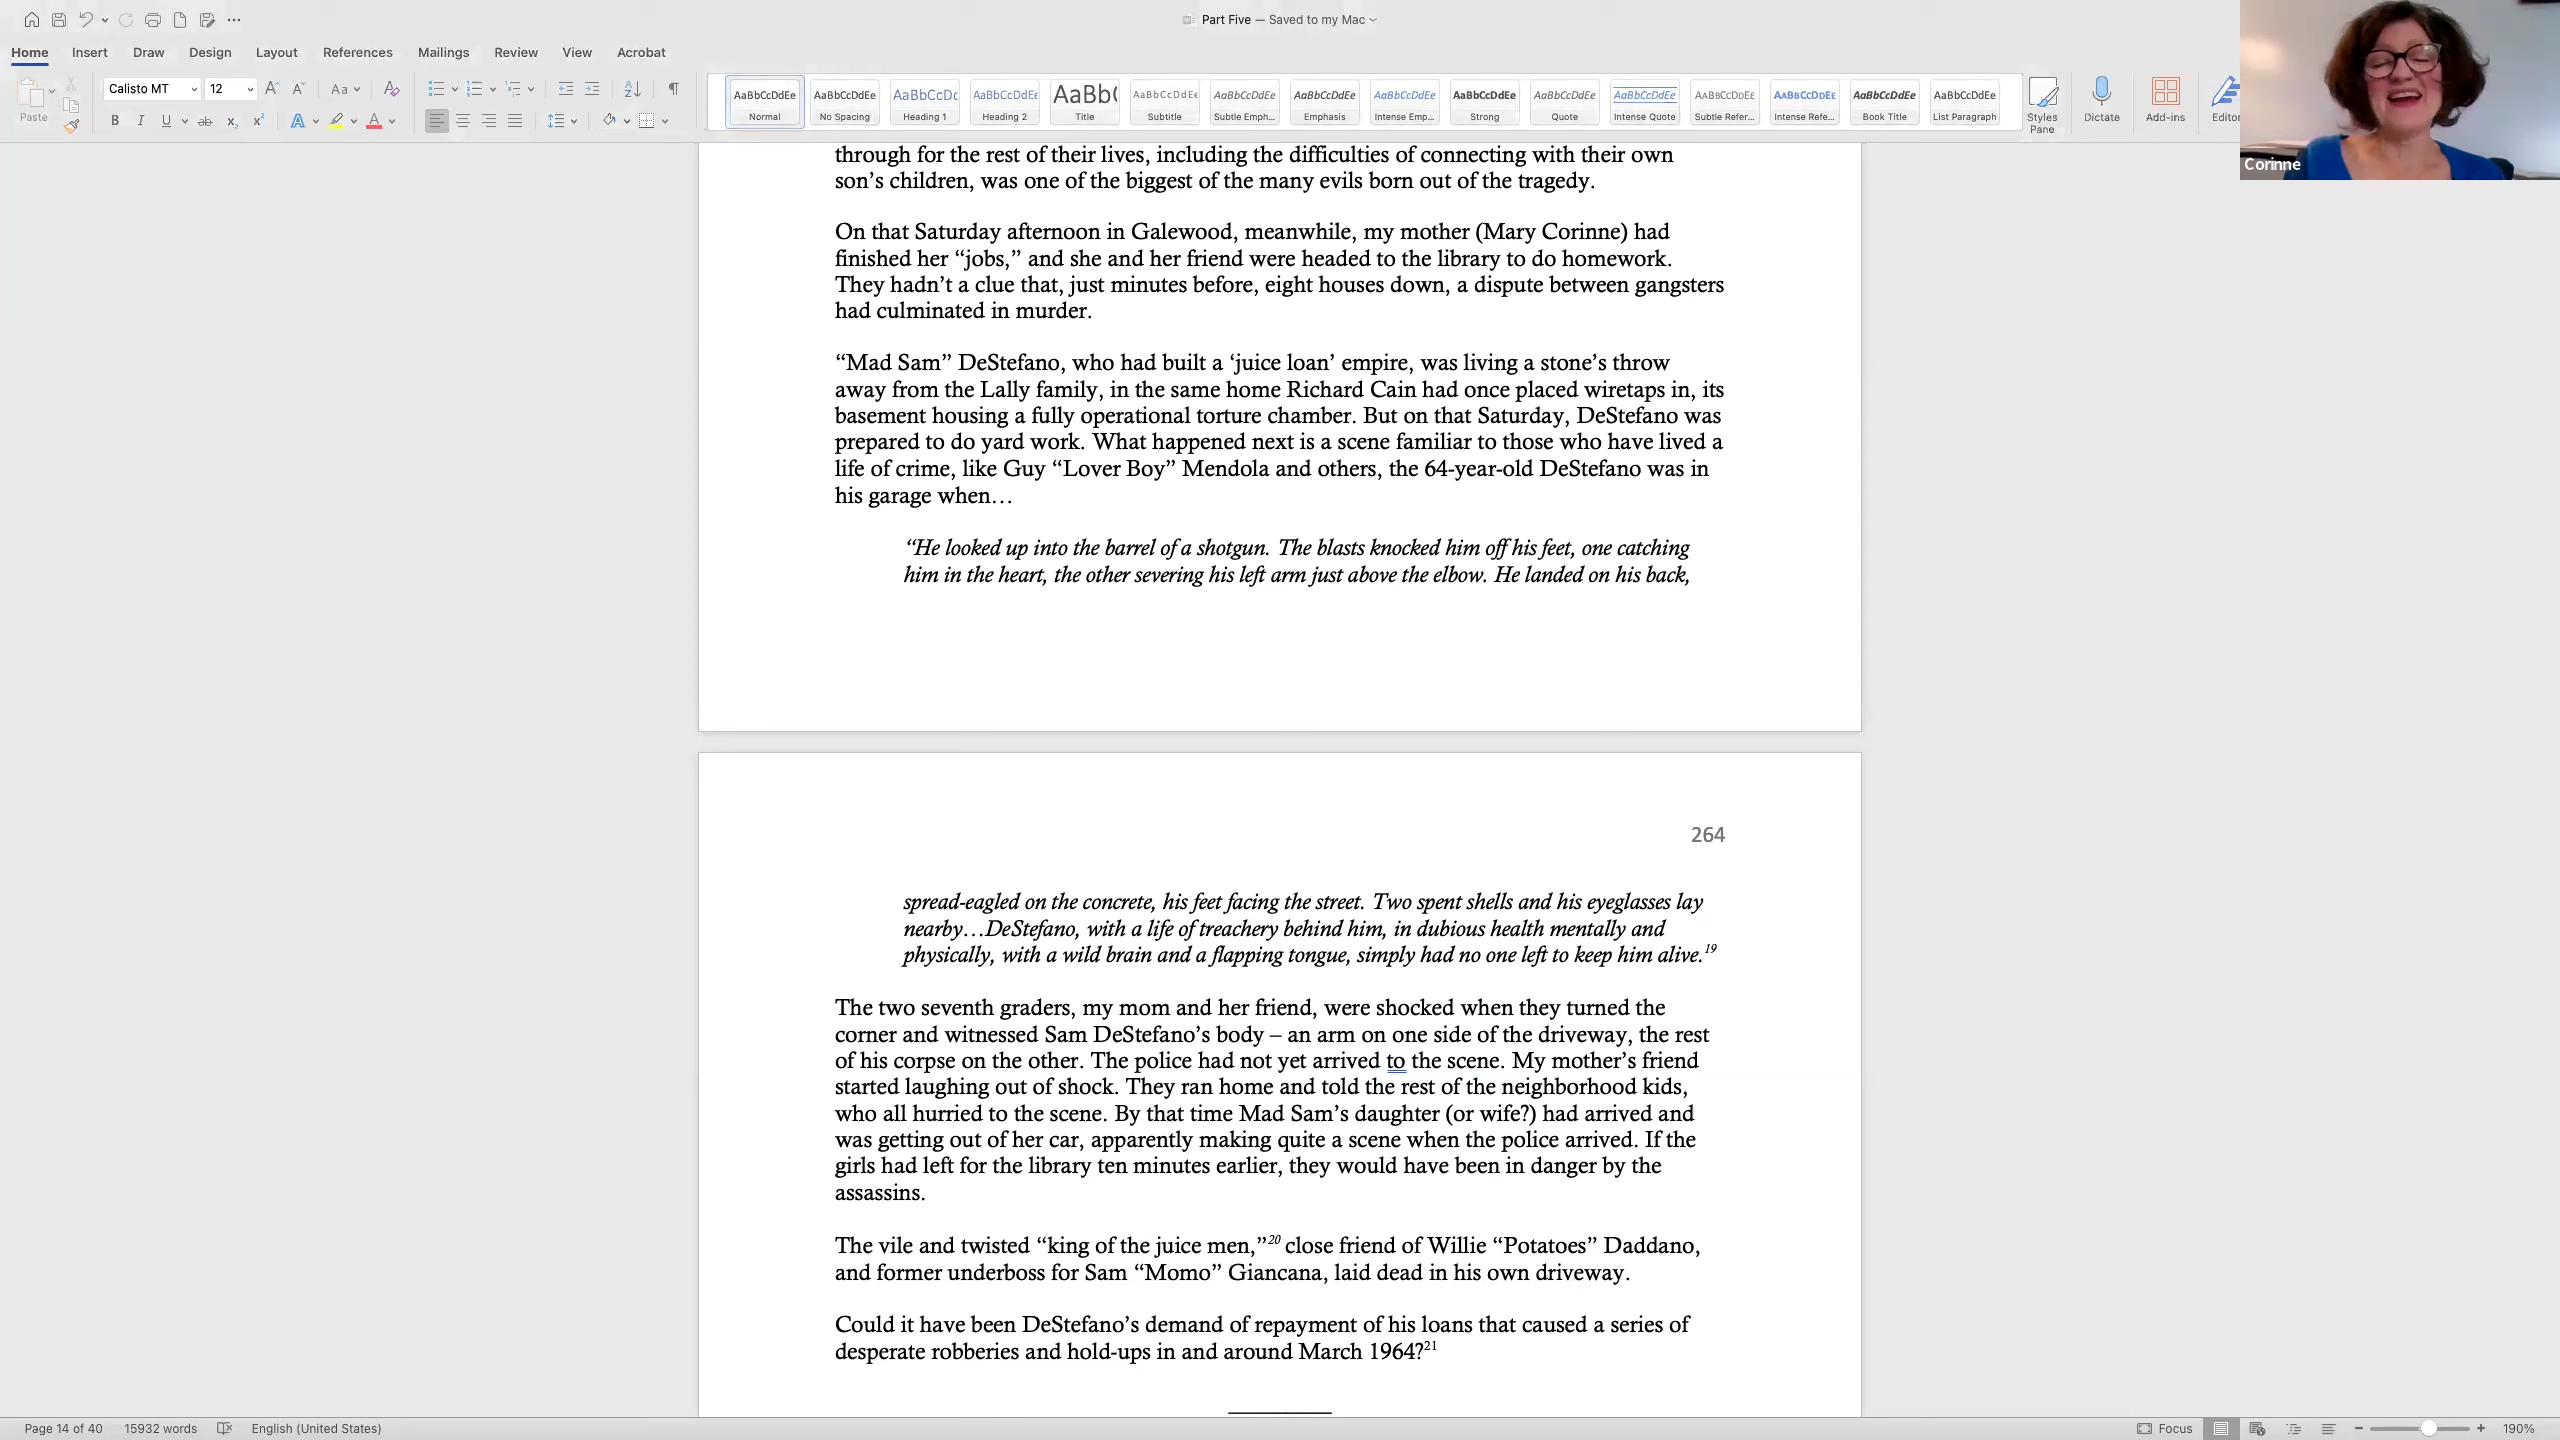 Part Five — Saved to my Mac
Home Insert Draw Design Layout References Mailings Review View Acrobat
Paste
Calisto MT 12
AaBbCcDdEe AaBbCcDdEe AaBbCcDc AaBbCcDdEe AaBb( AaBbCcDdEe AaBbCcDdEe AaBbCcDdEe AaBbCcDdEe AaBbCcDdEe AaBbCcDdEe AaBbCcDdEe AaBbCcDdEe AaBbCcDdEe AaBbCcDdEe AaBbCcDdEe
Normal No Spacing Heading 1 Heading 2 Title Subtitle Subtle Emph... Emphasis Intense Emp... Strong Quote Intense Quote Subtle Refer... Intense Refe... Book Title List Paragraph
Styles Pane
Dictate
Add-ins
Editor
Corinne
through for the rest of their lives, including the difficulties of connecting with their own
son’s children, was one of the biggest of the many evils born out of the tragedy.
On that Saturday afternoon in Galewood, meanwhile, my mother (Mary Corinne) had
finished her “jobs,” and she and her friend were headed to the library to do homework.
They hadn’t a clue that, just minutes before, eight houses down, a dispute between gangsters
had culminated in murder.
“Mad Sam” DeStefano, who had built a ‘juice loan’ empire, was living a stone’s throw
away from the Lally family, in the same home Richard Cain had once placed wiretaps in, its
basement housing a fully operational torture chamber. But on that Saturday, DeStefano was
prepared to do yard work. What happened next is a scene familiar to those who have lived a
life of crime, like Guy “Lover Boy” Mendola and others, the 64-year-old DeStefano was in
his garage when…
“He looked up into the barrel of a shotgun. The blasts knocked him off his feet, one catching
him in the heart, the other severing his left arm just above the elbow. He landed on his back,
264
spread-eagled on the concrete, his feet facing the street. Two spent shells and his eyeglasses lay
nearby…DeStefano, with a life of treachery behind him, in dubious health mentally and
physically, with a wild brain and a flapping tongue, simply had no one left to keep him alive.19
The two seventh graders, my mom and her friend, were shocked when they turned the
corner and witnessed Sam DeStefano’s body – an arm on one side of the driveway, the rest
of his corpse on the other. The police had not yet arrived to the scene. My mother’s friend
started laughing out of shock. They ran home and told the rest of the neighborhood kids,
who all hurried to the scene. By that time Mad Sam’s daughter (or wife?) had arrived and
was getting out of her car, apparently making quite a scene when the police arrived. If the
girls had left for the library ten minutes earlier, they would have been in danger by the
assassins.
The vile and twisted “king of the juice men,”20 close friend of Willie “Potatoes” Daddano,
and former underboss for Sam “Momo” Giancana, laid dead in his own driveway.
Could it have been DeStefano’s demand of repayment of his loans that caused a series of
desperate robberies and hold-ups in and around March 1964?21
Page 14 of 40 15932 words English (United States) Focus 190%